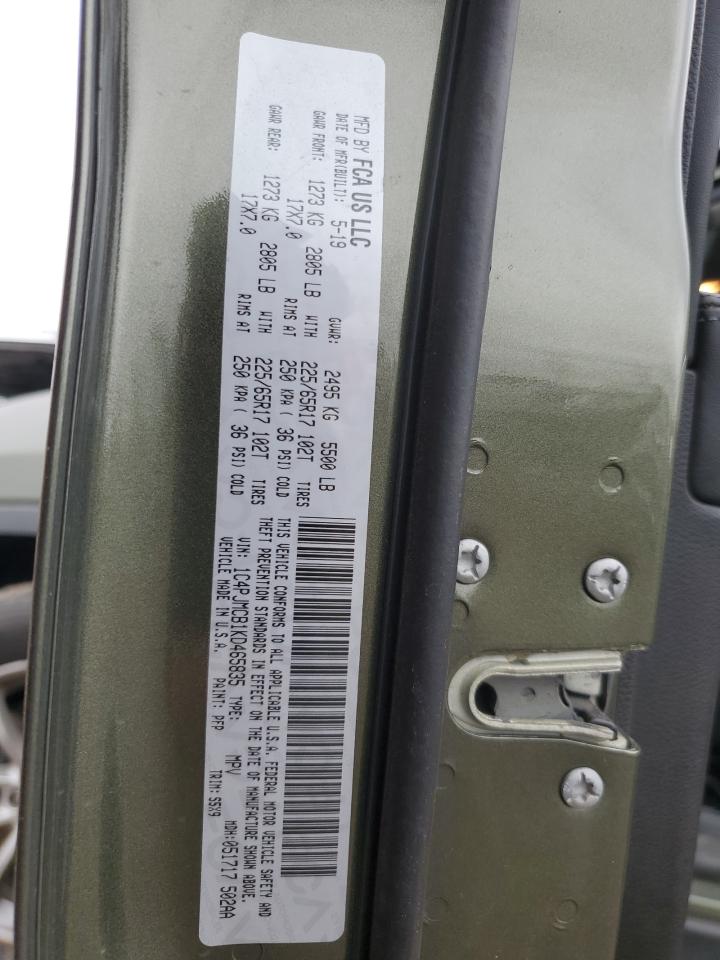 MFD BY FCA US LLC
DATE OF MFR(BUILT): 5-19 GVWR: 2495 KG 5500 LB
GAWR FRONT: 1273 KG 2805 LB WITH 225/65R17 102T TIRES
17X7.0 RIMS AT 250 KPA ( 36 PSI) COLD
GAWR REAR: 1273 KG 2805 LB WITH 225/65R17 102T TIRES
17X7.0 RIMS AT 250 KPA ( 36 PSI) COLD
THIS VEHICLE CONFORMS TO ALL APPLICABLE U.S.A. FEDERAL MOTOR VEHICLE SAFETY AND
THEFT PREVENTION STANDARDS IN EFFECT ON THE DATE OF MANUFACTURE SHOWN ABOVE.
VIN: 1C4PJMCB1KD465835 TYPE: MPV MDH:051717 502AA
VEHICLE MADE IN U.S.A. PAINT: PFP TRIM: S5X9